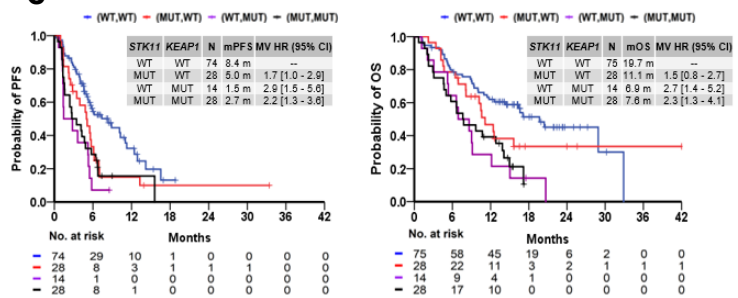 (WT,WT) (MUT,WT) (WT,MUT) (MUT,MUT)
STK11 KEAP1 N mPFS MV HR (95% CI)
WT WT 74 8.4 m --
MUT WT 28 5.0 m 1.7 [1.0 - 2.9]
WT MUT 14 1.5 m 2.9 [1.5 - 5.6]
MUT MUT 28 2.7 m 2.2 [1.3 - 3.6]
Probability of PFS
1.0
0.8
0.6
0.4
0.2
0.0
0 6 12 18 24 30 36 42
No. at risk Months
74 29 10 1 0 0 0 0
28 8 3 1 1 1 0 0
14 1 0 0 0 0 0 0
28 8 1 0 0 0 0
(WT,WT) (MUT,WT) (WT,MUT) (MUT,MUT)
STK11 KEAP1 N mOS MV HR (95% CI)
WT WT 75 19.7 m --
MUT WT 28 11.1 m 1.5 [0.8 - 2.7]
WT MUT 14 6.9 m 2.7 [1.4 - 5.2]
MUT MUT 28 7.6 m 2.3 [1.3 - 4.1]
Probability of OS
1.0
0.8
0.6
0.4
0.2
0.0
0 6 12 18 24 30 36 42
No. at risk Months
75 58 45 19 6 2 0 0
28 22 11 3 2 1 1 1
14 9 4 1 0 0 0 0
28 17 10 0 0 0 0